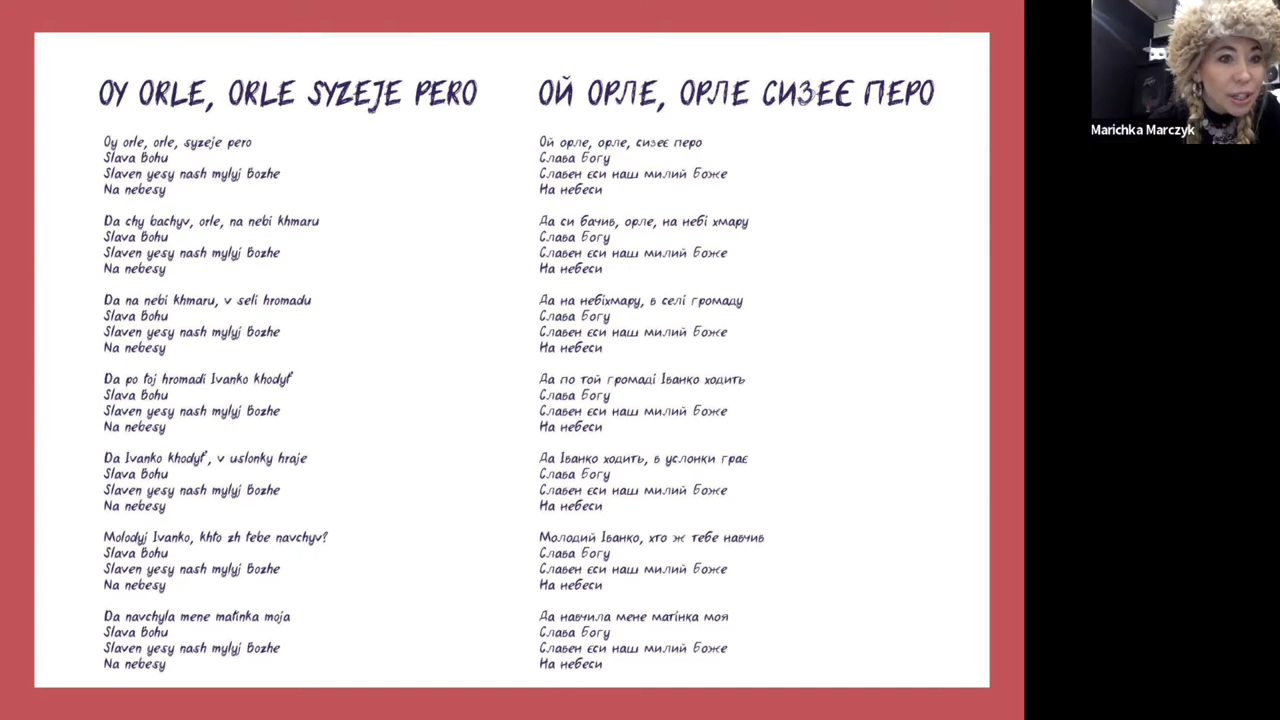 OY ORLE, ORLE SYZEJE PERO
Oy orle, orle, syzeje pero
Slava Bohu
Slaven yesy nash mylyj Bozhe
Na nebesy
Da chy bachyv, orle, na nebi khmaru
Slava Bohu
Slaven yesy nash mylyj Bozhe
Na nebesy
Da na nebi khmaru, v seli hromadu
Slava Bohu
Slaven yesy nash mylyj Bozhe
Na nebesy
Da po toj hromadi Ivanko khodyt'
Slava Bohu
Slaven yesy nash mylyj Bozhe
Na nebesy
Da Ivanko khodyt', v uslonky hraje
Slava Bohu
Slaven yesy nash mylyj Bozhe
Na nebesy
Molodyj Ivanko, khto zh tebe navchyv?
Slava Bohu
Slaven yesy nash mylyj Bozhe
Na nebesy
Da navchyla mene matinka moja
Slava Bohu
Slaven yesy nash mylyj Bozhe
Na nebesy
ОЙ ОРЛЕ, ОРЛЕ СИЗЕЄ ПЕРО
Ой орле, орле, сизеє перо
Слава Богу
Славен єси наш милий Боже
На небеси
Да си бачив, орле, на небі хмару
Слава Богу
Славен єси наш милий Боже
На небеси
Да на небіхмару, в селі громаду
Слава Богу
Славен єси наш милий Боже
На небеси
Да по той громаді Іванко ходить
Слава Богу
Славен єси наш милий Боже
На небеси
Да Іванко ходить, в услонки грає
Слава Богу
Славен єси наш милий Боже
На небеси
Молодий Іванко, хто ж тебе навчив
Слава Богу
Славен єси наш милий Боже
На небеси
Да навчила мене матінка моя
Слава Богу
Славен єси наш милий Боже
На небеси
Marichka Marczyk